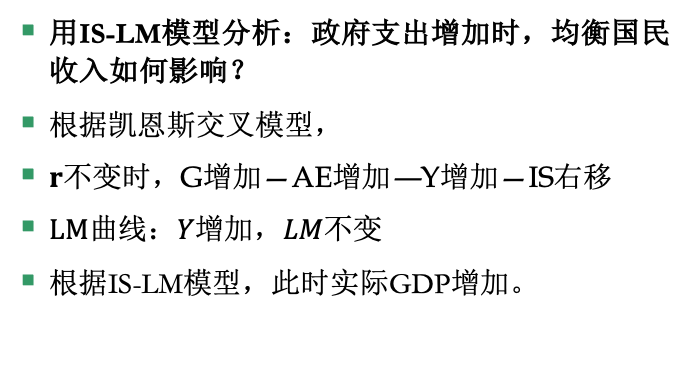 用IS-LM模型分析：政府支出增加时，均衡国民
收入如何影响？
根据凯恩斯交叉模型，
r不变时，G增加—AE增加—Y增加—IS右移
LM曲线：Y增加，LM不变
根据IS-LM模型，此时实际GDP增加。